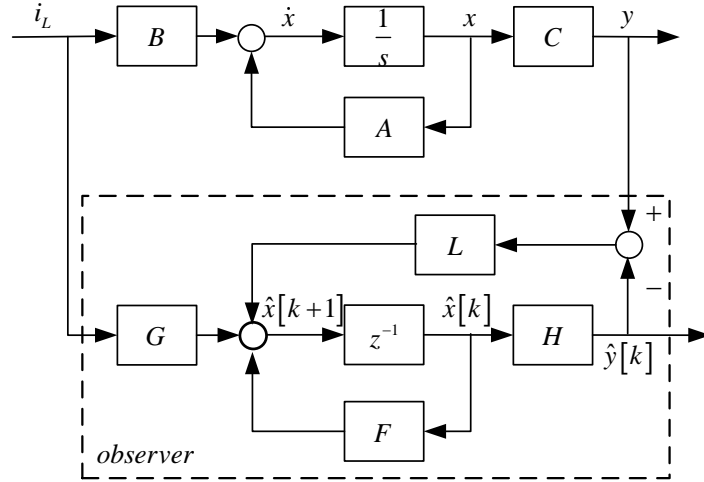 i_L
B
ẋ
1/s
x
C
y
A
+
L
−
x̂[k+1]
x̂[k]
G
z⁻¹
H
ŷ[k]
F
observer